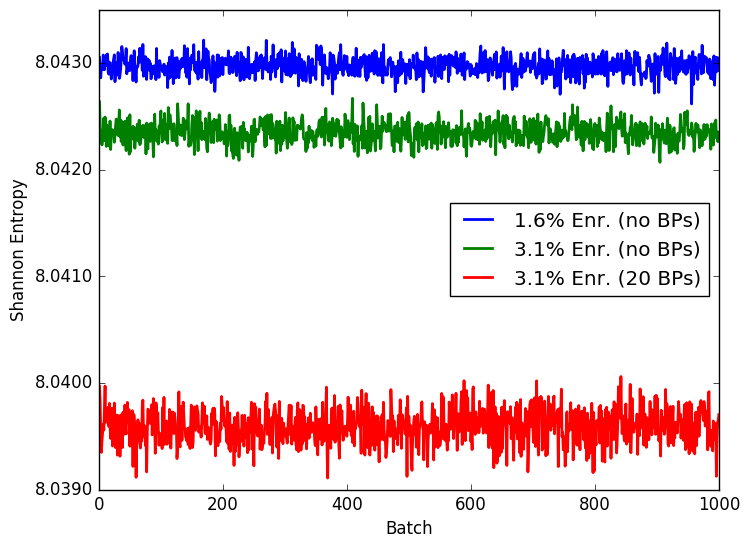 8.0430
8.0420
8.0410
8.0400
8.0390
Shannon Entropy
1.6% Enr. (no BPs)
3.1% Enr. (no BPs)
3.1% Enr. (20 BPs)
0 200 400 600 800 1000
Batch